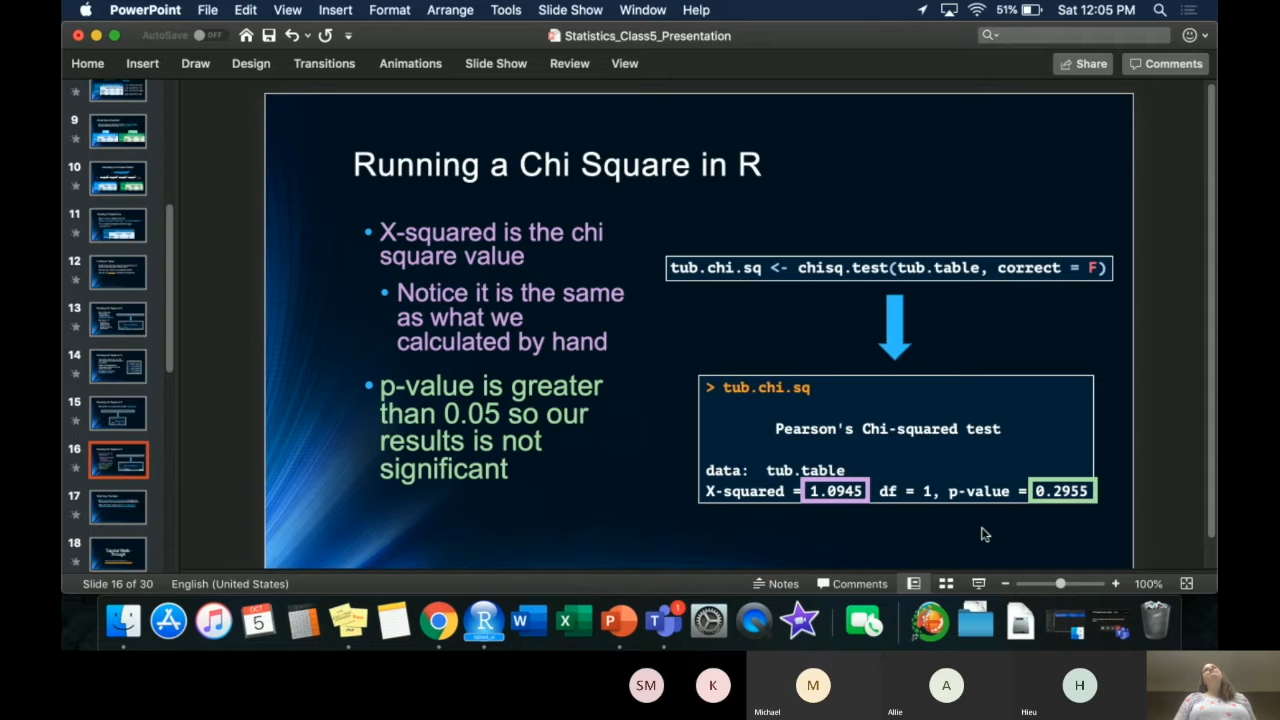 PowerPoint File Edit View Insert Format Arrange Tools Slide Show Window Help 51% Sat 12:05 PM
AutoSave OFF Statistics_Class5_Presentation
Home Insert Draw Design Transitions Animations Slide Show Review View Share Comments
9
10
11
12
13
14
15
16
17
18
Running a Chi Square in R
• X-squared is the chi
square value
• Notice it is the same
as what we
calculated by hand
• p-value is greater
than 0.05 so our
results is not
significant
tub.chi.sq <- chisq.test(tub.table, correct = F)
> tub.chi.sq
Pearson's Chi-squared test
data: tub.table
X-squared = 1.0945 df = 1, p-value = 0.2955
Slide 16 of 30 English (United States) Notes Comments 100%
OCT
5
R
W
X
P
T
1
SM
K
M
A
H
Michael
Allie
Hieu